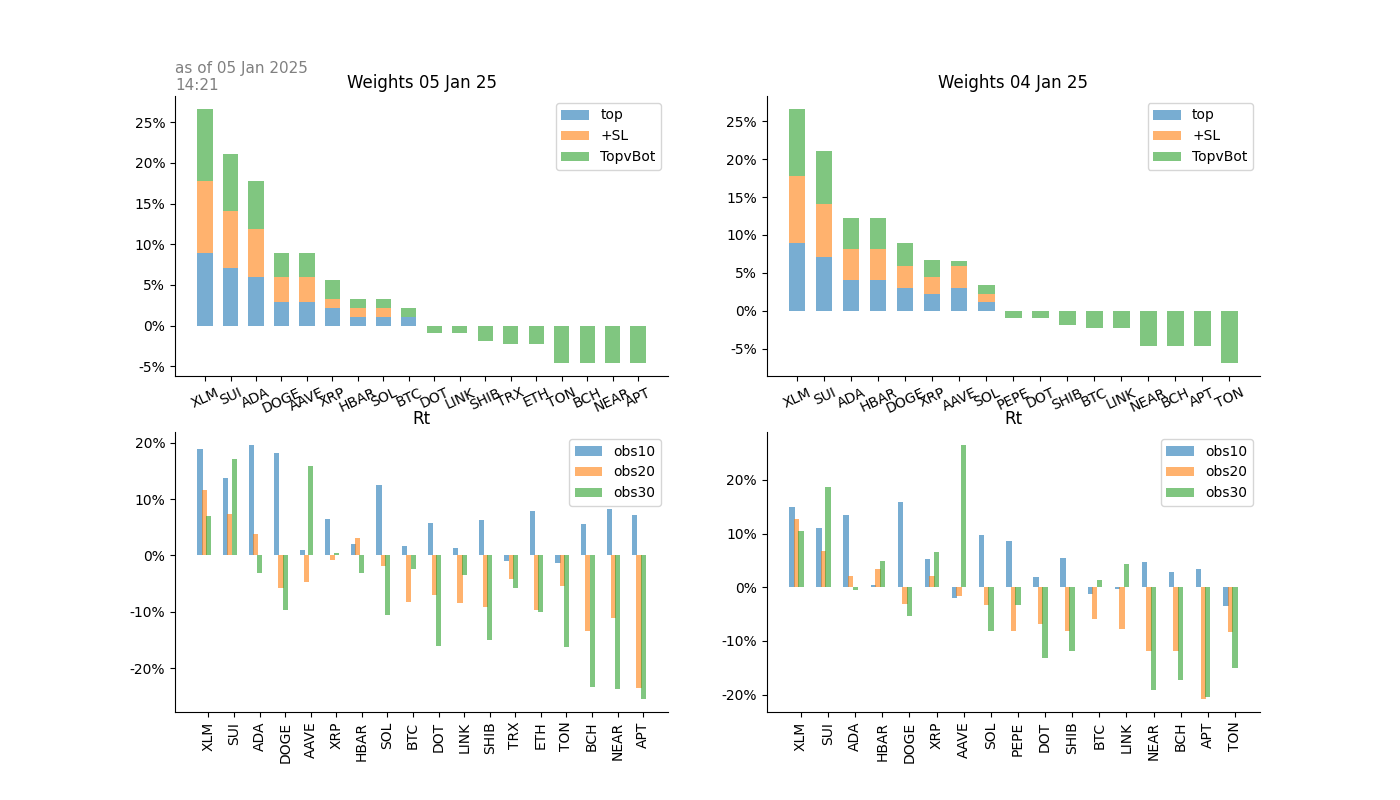 as of 05 Jan 2025
14:21
Weights 05 Jan 25
top
+SL
TopvBot
25%
20%
15%
10%
5%
0%
-5%
XLM SUI ADA DOGE AAVE XRP HBAR SOL BTC DOT LINK SHIB TRX ETH TON BCH NEAR APT
Weights 04 Jan 25
top
+SL
TopvBot
25%
20%
15%
10%
5%
0%
-5%
XLM SUI ADA HBAR DOGE XRP AAVE SOL PEPE DOT SHIB BTC LINK NEAR BCH APT TON
Rt
obs10
obs20
obs30
20%
10%
0%
-10%
-20%
XLM SUI ADA DOGE AAVE XRP HBAR SOL BTC DOT LINK SHIB TRX ETH TON BCH NEAR APT
Rt
obs10
obs20
obs30
20%
10%
0%
-10%
-20%
XLM SUI ADA HBAR DOGE XRP AAVE SOL PEPE DOT SHIB BTC LINK NEAR BCH APT TON